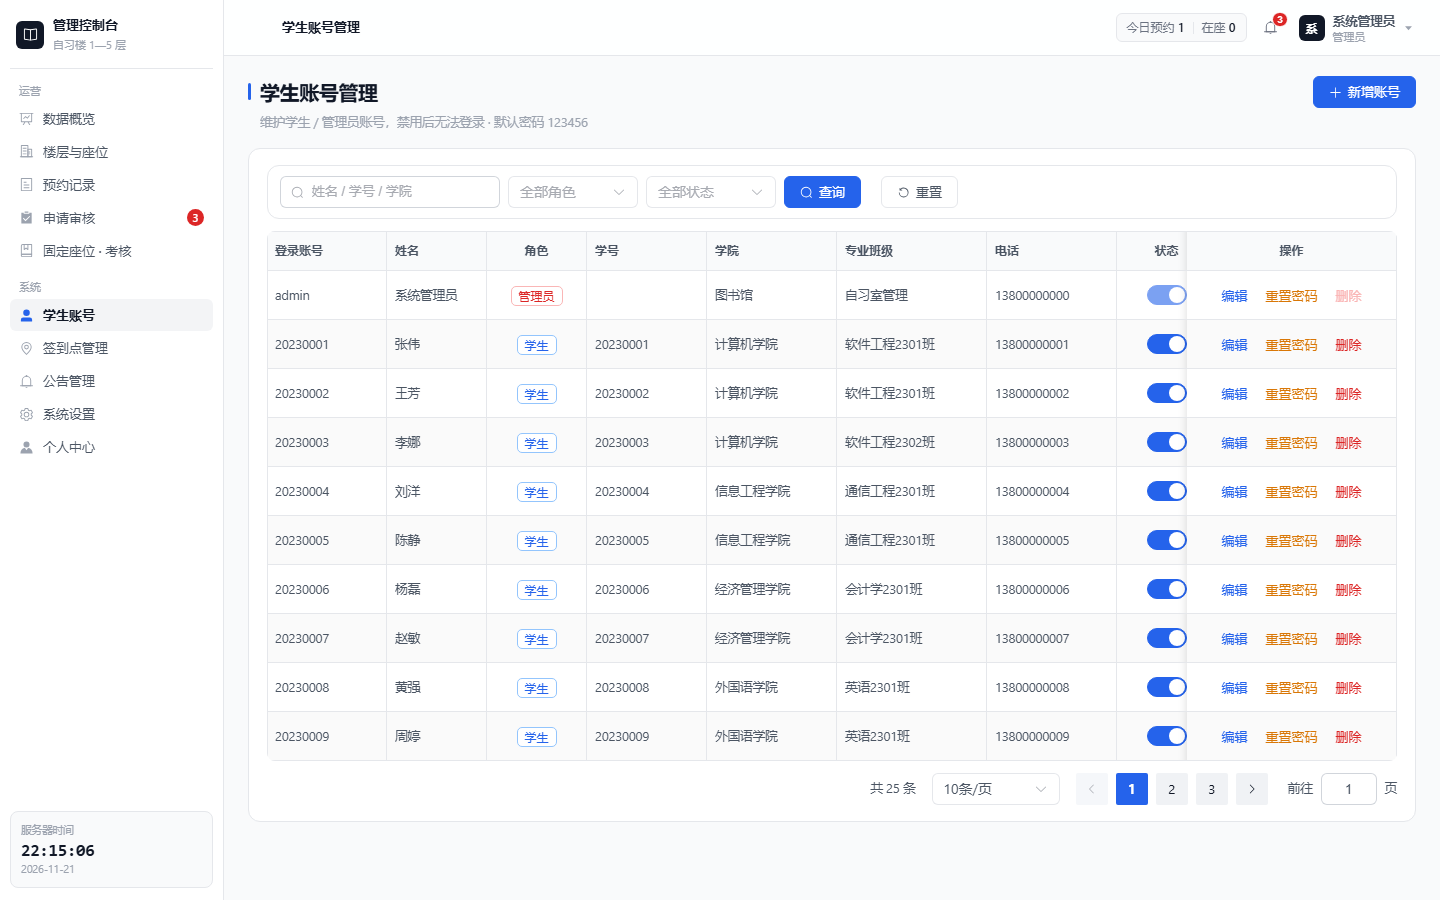 管理控制台
自习楼 1—5 层
运营
数据概览
楼层与座位
预约记录
申请审核 3
固定座位 · 考核
系统
学生账号
签到点管理
公告管理
系统设置
个人中心
服务器时间
22:15:06
2026-11-21
学生账号管理
今日预约 1 在座 0
3
系
系统管理员
管理员
学生账号管理
维护学生 / 管理员账号，禁用后无法登录 · 默认密码 123456
新增账号
姓名 / 学号 / 学院 全部角色 全部状态 查询 重置
登录账号 姓名 角色 学号 学院 专业班级 电话 状态 操作
admin 系统管理员 管理员 图书馆 自习室管理 13800000000 编辑 重置密码 删除
20230001 张伟 学生 20230001 计算机学院 软件工程2301班 13800000001 编辑 重置密码 删除
20230002 王芳 学生 20230002 计算机学院 软件工程2301班 13800000002 编辑 重置密码 删除
20230003 李娜 学生 20230003 计算机学院 软件工程2302班 13800000003 编辑 重置密码 删除
20230004 刘洋 学生 20230004 信息工程学院 通信工程2301班 13800000004 编辑 重置密码 删除
20230005 陈静 学生 20230005 信息工程学院 通信工程2301班 13800000005 编辑 重置密码 删除
20230006 杨磊 学生 20230006 经济管理学院 会计学2301班 13800000006 编辑 重置密码 删除
20230007 赵敏 学生 20230007 经济管理学院 会计学2301班 13800000007 编辑 重置密码 删除
20230008 黄强 学生 20230008 外国语学院 英语2301班 13800000008 编辑 重置密码 删除
20230009 周婷 学生 20230009 外国语学院 英语2301班 13800000009 编辑 重置密码 删除
共 25 条 10条/页 1 2 3 前往 1 页